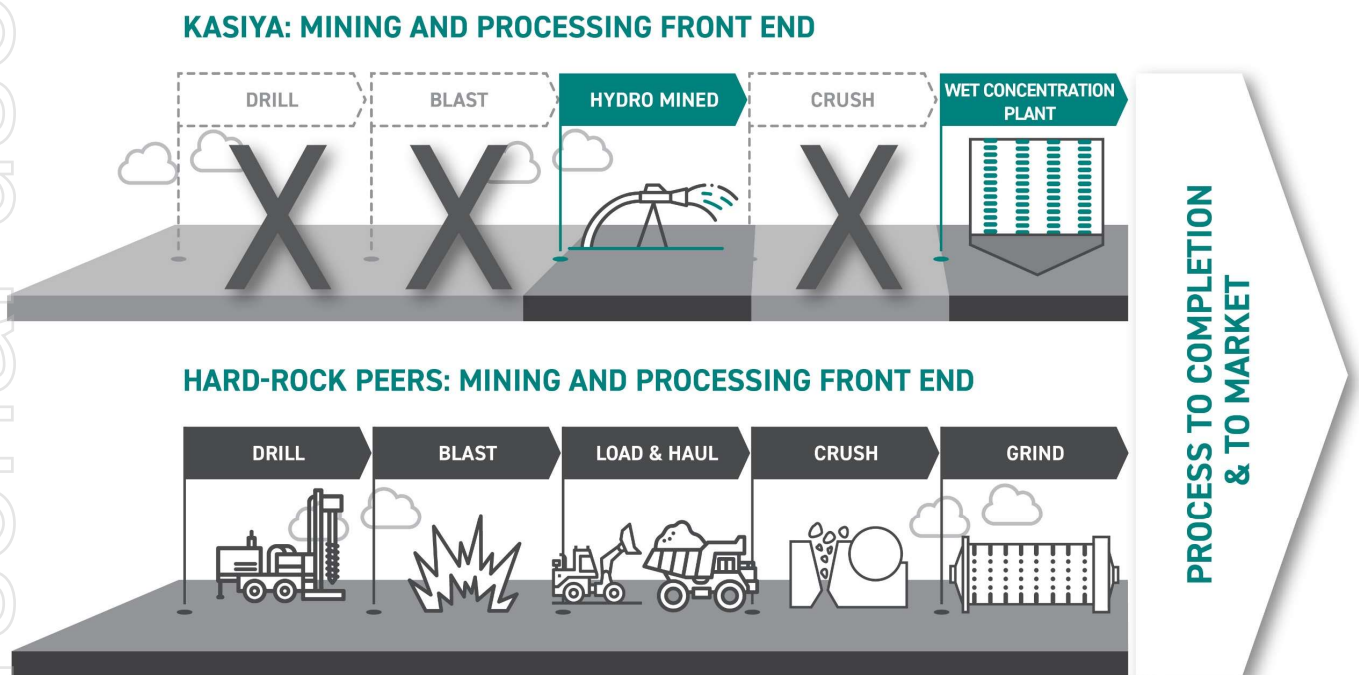 KASIYA: MINING AND PROCESSING FRONT END
DRILL
BLAST
HYDRO MINED
CRUSH
WET CONCENTRATION
PLANT
HARD-ROCK PEERS: MINING AND PROCESSING FRONT END
DRILL
BLAST
LOAD & HAUL
CRUSH
GRIND
PROCESS TO COMPLETION
& TO MARKET